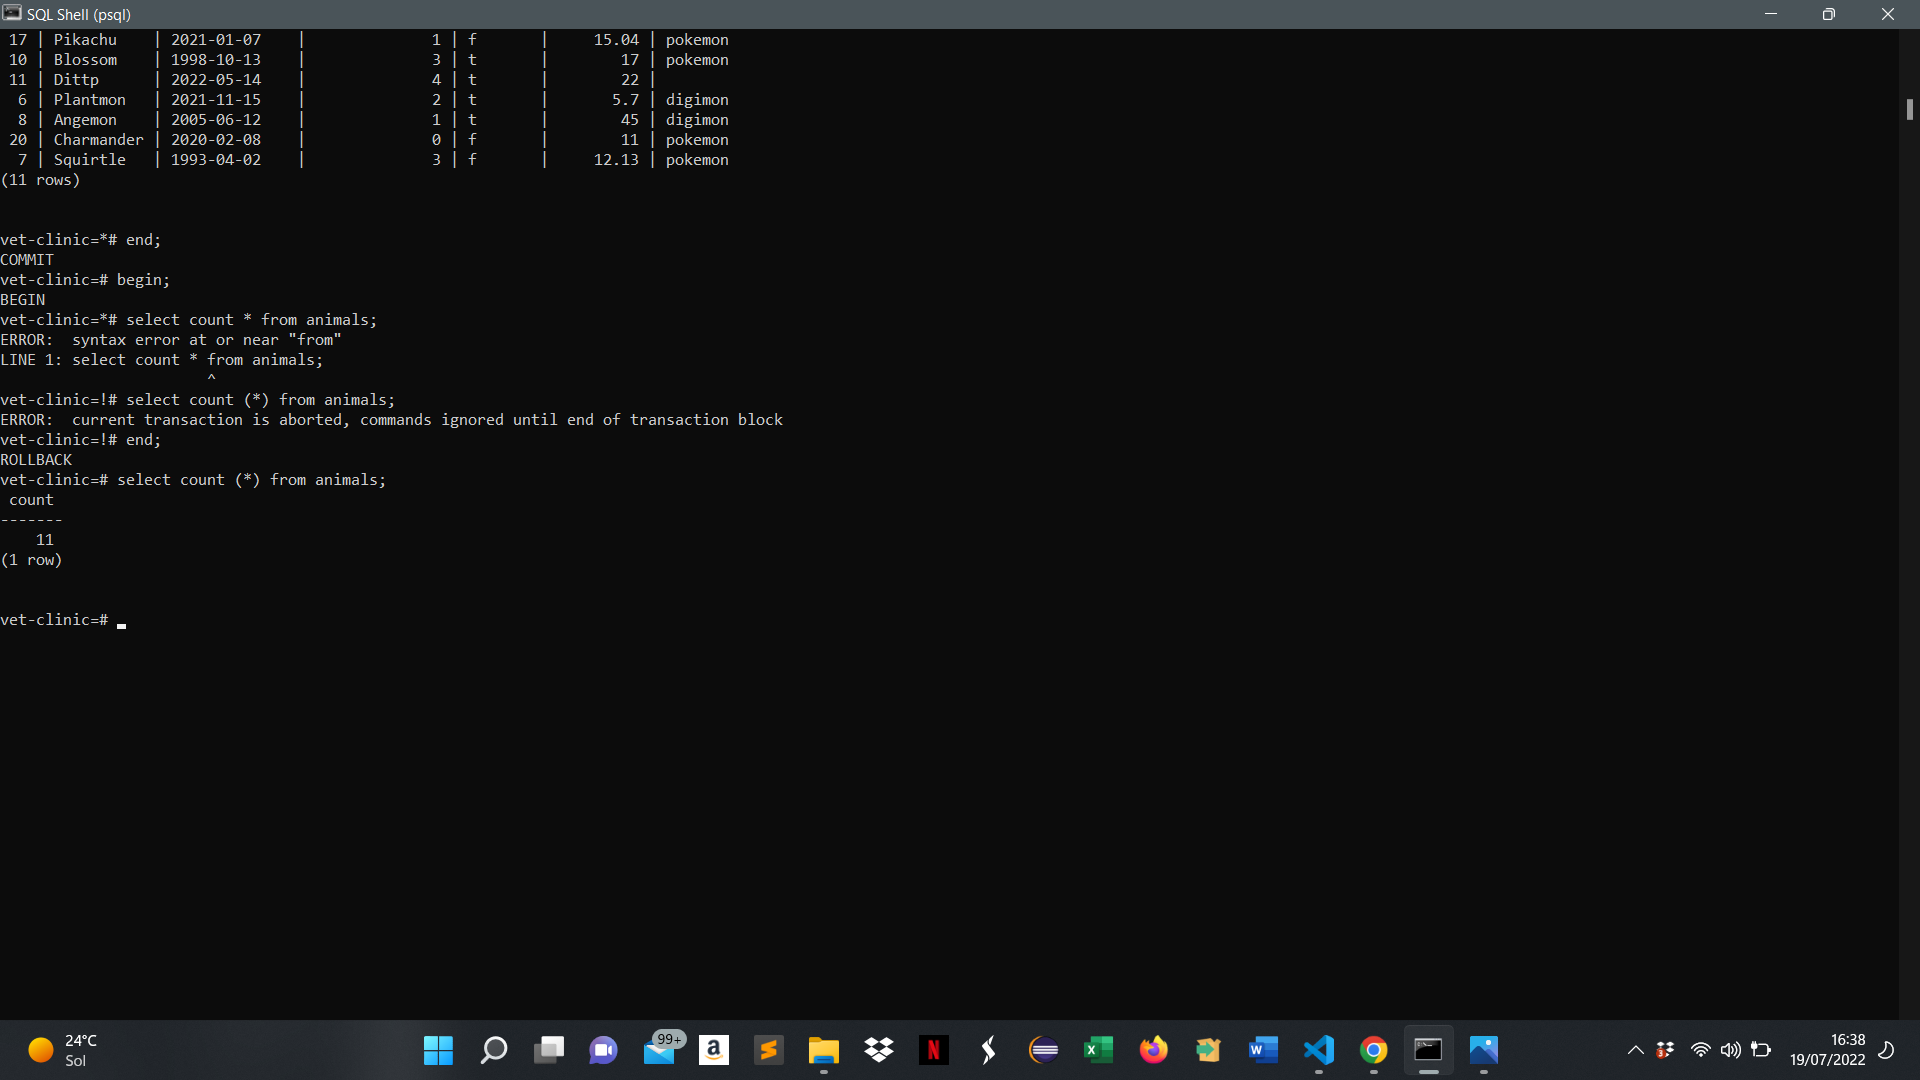 SQL Shell (psql)
17 | Pikachu    | 2021-01-07    |              1 | f       |     15.04 | pokemon
10 | Blossom    | 1998-10-13    |              3 | t       |        17 | pokemon
11 | Dittp      | 2022-05-14    |              4 | t       |        22 |
6 | Plantmon   | 2021-11-15    |              2 | t       |       5.7 | digimon
8 | Angemon    | 2005-06-12    |              1 | t       |        45 | digimon
20 | Charmander | 2020-02-08    |              0 | f       |        11 | pokemon
7 | Squirtle   | 1993-04-02    |              3 | f       |     12.13 | pokemon
(11 rows)
vet-clinic=*# end;
COMMIT
vet-clinic=# begin;
BEGIN
vet-clinic=*# select count * from animals;
ERROR:  syntax error at or near "from"
LINE 1: select count * from animals;
^
vet-clinic=!# select count (*) from animals;
ERROR:  current transaction is aborted, commands ignored until end of transaction block
vet-clinic=!# end;
ROLLBACK
vet-clinic=# select count (*) from animals;
count
-------
11
(1 row)
vet-clinic=#
24°C
Sol
99+
16:38
19/07/2022